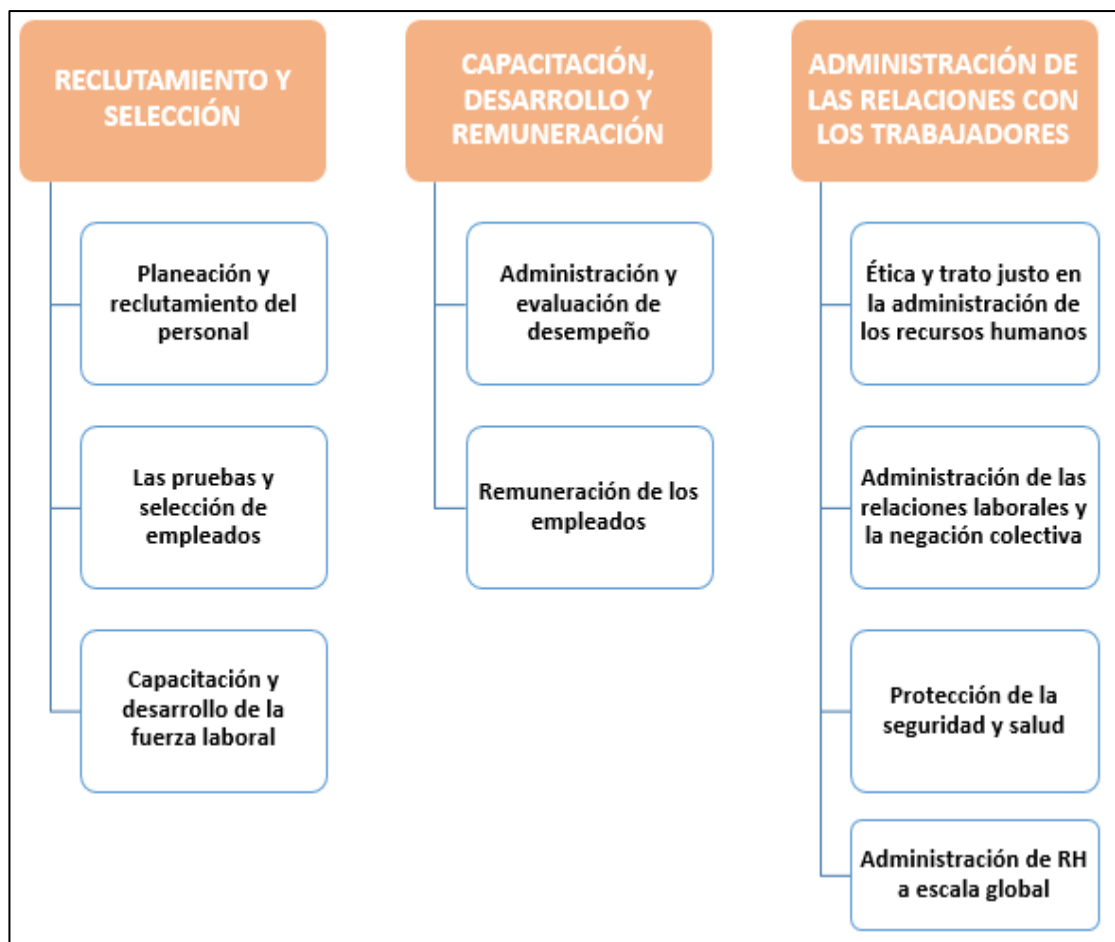 RECLUTAMIENTO Y
SELECCIÓN
Planeación y
reclutamiento del
personal
Las pruebas y
selección de
empleados
Capacitación y
desarrollo de la
fuerza laboral
CAPACITACIÓN,
DESARROLLO Y
REMUNERACIÓN
Administración y
evaluación de
desempeño
Remuneración de los
empleados
ADMINISTRACIÓN DE
LAS RELACIONES CON
LOS TRABAJADORES
Ética y trato justo en
la administración de
los recursos humanos
Administración de las
relaciones laborales y
la negación colectiva
Protección de la
seguridad y salud
Administración de RH
a escala global